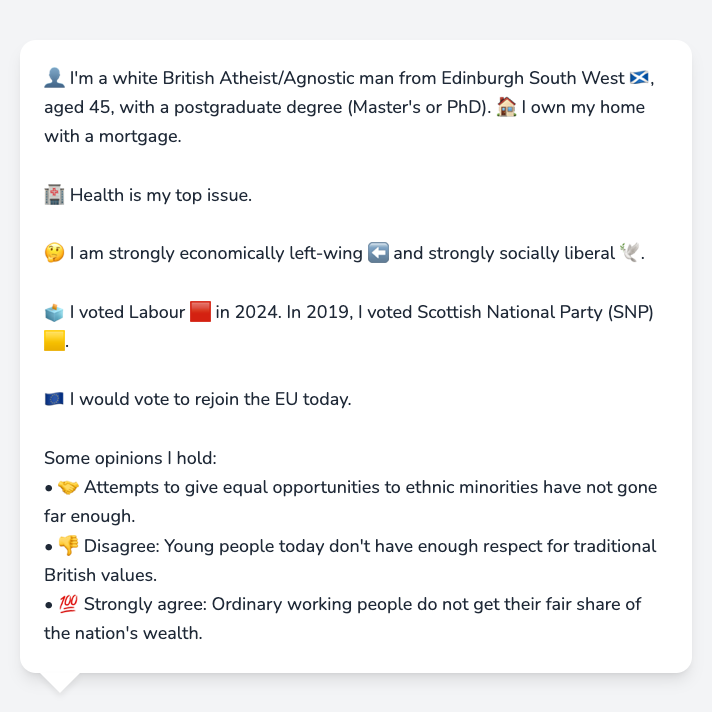 👤 I'm a white British Atheist/Agnostic man from Edinburgh South West 🏴󠁧󠁢󠁳󠁣󠁴󠁿,
aged 45, with a postgraduate degree (Master's or PhD). 🏠 I own my home
with a mortgage.
🏥 Health is my top issue.
🤔 I am strongly economically left-wing ⬅️ and strongly socially liberal 🕊️.
🗳️ I voted Labour 🟥 in 2024. In 2019, I voted Scottish National Party (SNP)
🟨.
🇪🇺 I would vote to rejoin the EU today.
Some opinions I hold:
• 🤝 Attempts to give equal opportunities to ethnic minorities have not gone
far enough.
• 👎 Disagree: Young people today don't have enough respect for traditional
British values.
• 💯 Strongly agree: Ordinary working people do not get their fair share of
the nation's wealth.